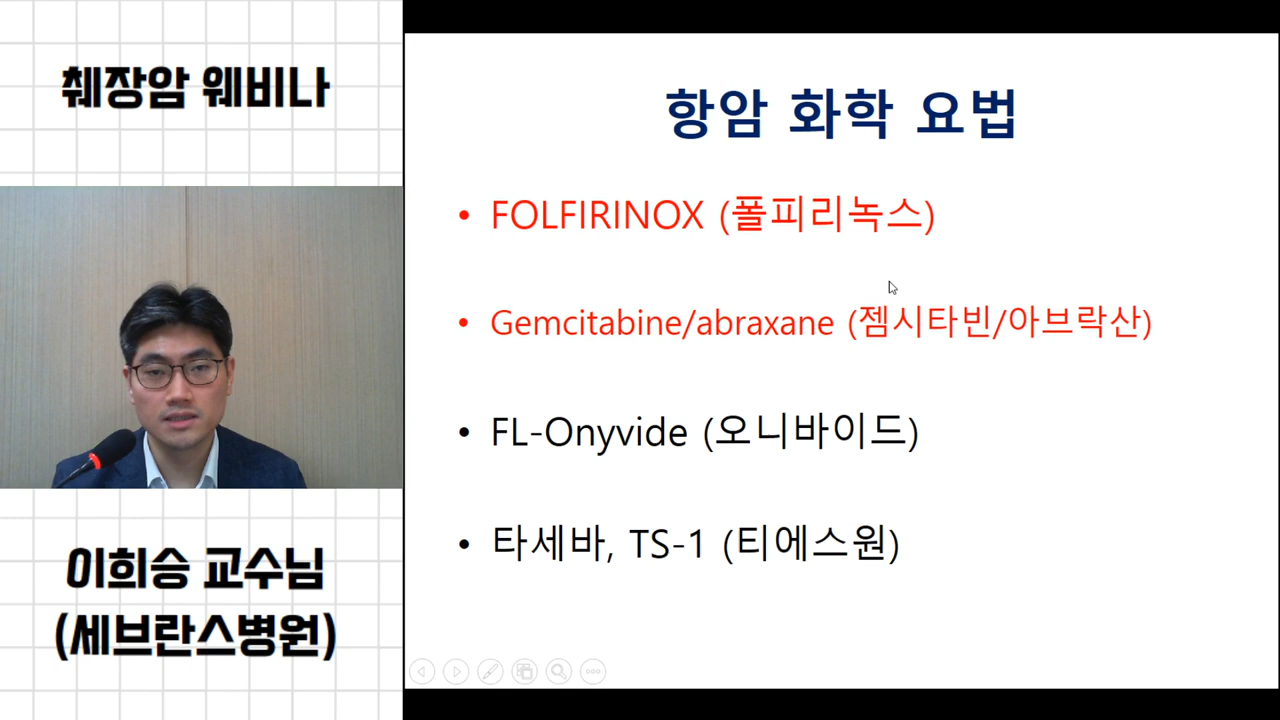 췌장암 웨비나
이희승 교수님
(세브란스병원)
항암 화학 요법
• FOLFIRINOX (폴피리녹스)
• Gemcitabine/abraxane (젬시타빈/아브락산)
• FL-Onyvide (오니바이드)
• 타세바, TS-1 (티에스원)